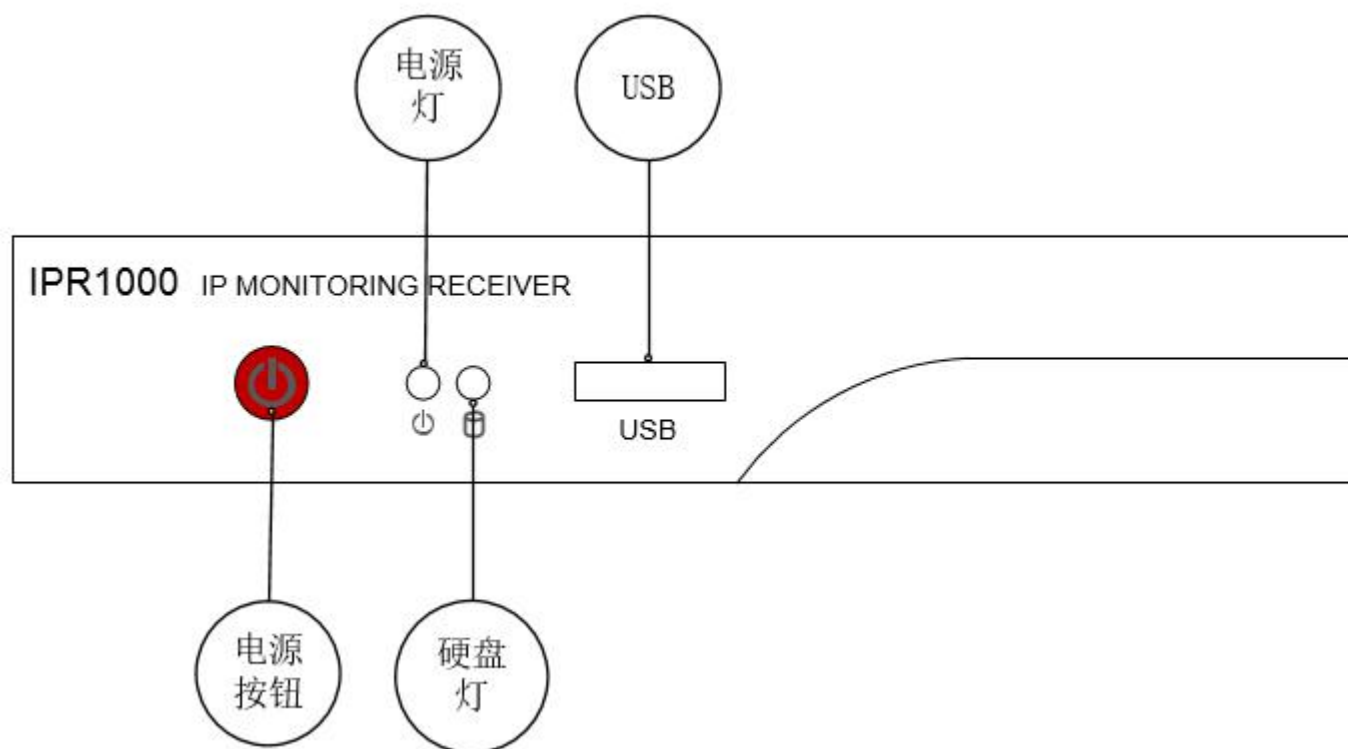 电源
灯
USB
IPR1000 IP MONITORING RECEIVER
USB
电源
按钮
硬盘
灯